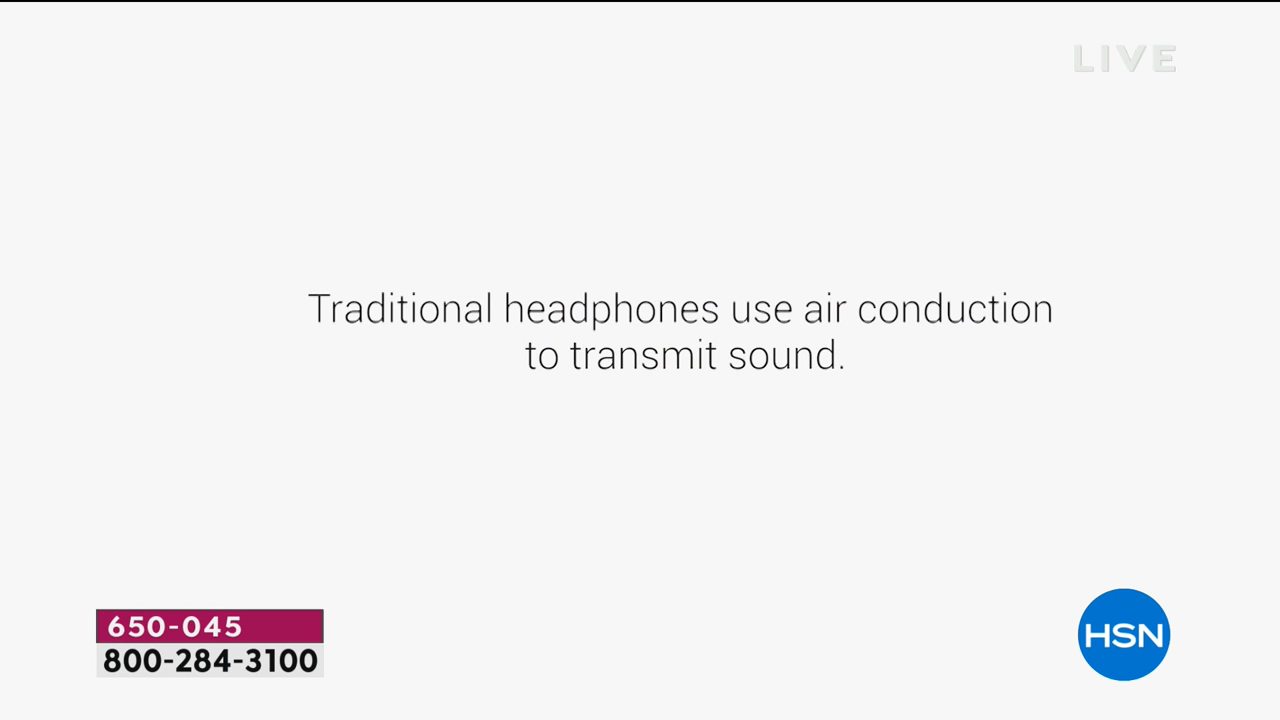 LIVE
Traditional headphones use air conduction
to transmit sound.
650-045
800-284-3100
HSN